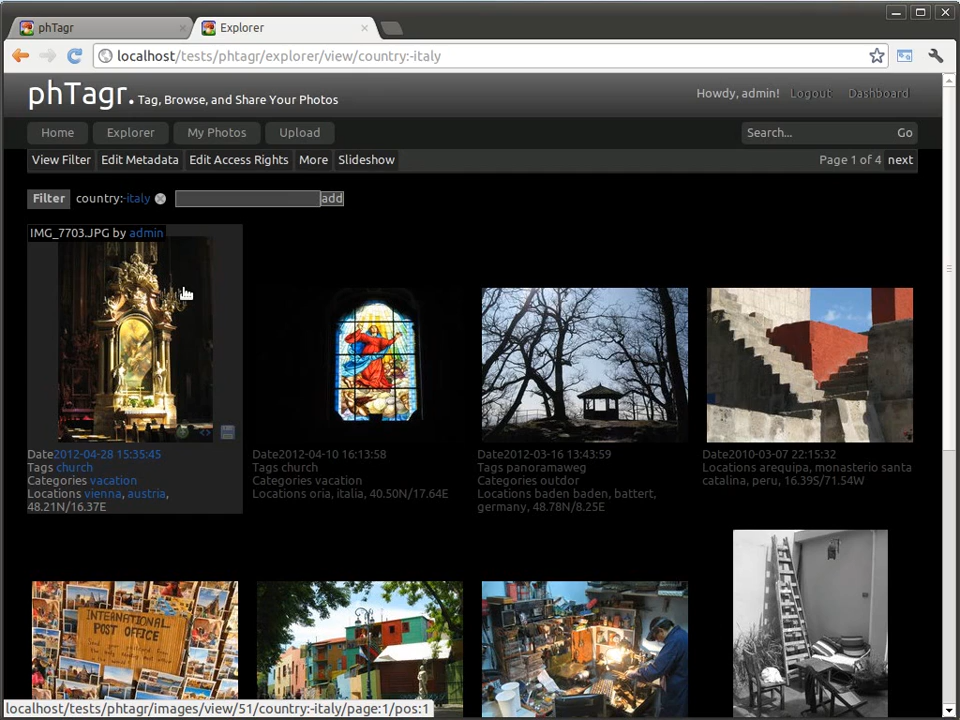 phTagr
Explorer
localhost/tests/phtagr/explorer/view/country:-italy
phTagr. Tag, Browse, and Share Your Photos
Howdy, admin! Logout Dashboard
Home Explorer My Photos Upload
Search... Go
View Filter Edit Metadata Edit Access Rights More Slideshow
Page 1 of 4 next
Filter country:-italy add
IMG_7703.JPG by admin
Date2012-04-28 15:35:45
Tags church
Categories vacation
Locations vienna, austria,
48.21N/16.37E
Date2012-04-10 16:13:58
Tags church
Categories vacation
Locations oria, italia, 40.50N/17.64E
Date2012-03-16 13:43:59
Tags panoramaweg
Categories outdor
Locations baden baden, battert,
germany, 48.78N/8.25E
Date2010-03-07 22:15:32
Locations arequipa, monasterio santa
catalina, peru, 16.39S/71.54W
INTERNATIONAL
POST OFFICE
localhost/tests/phtagr/images/view/51/country:-italy/page:1/pos:1